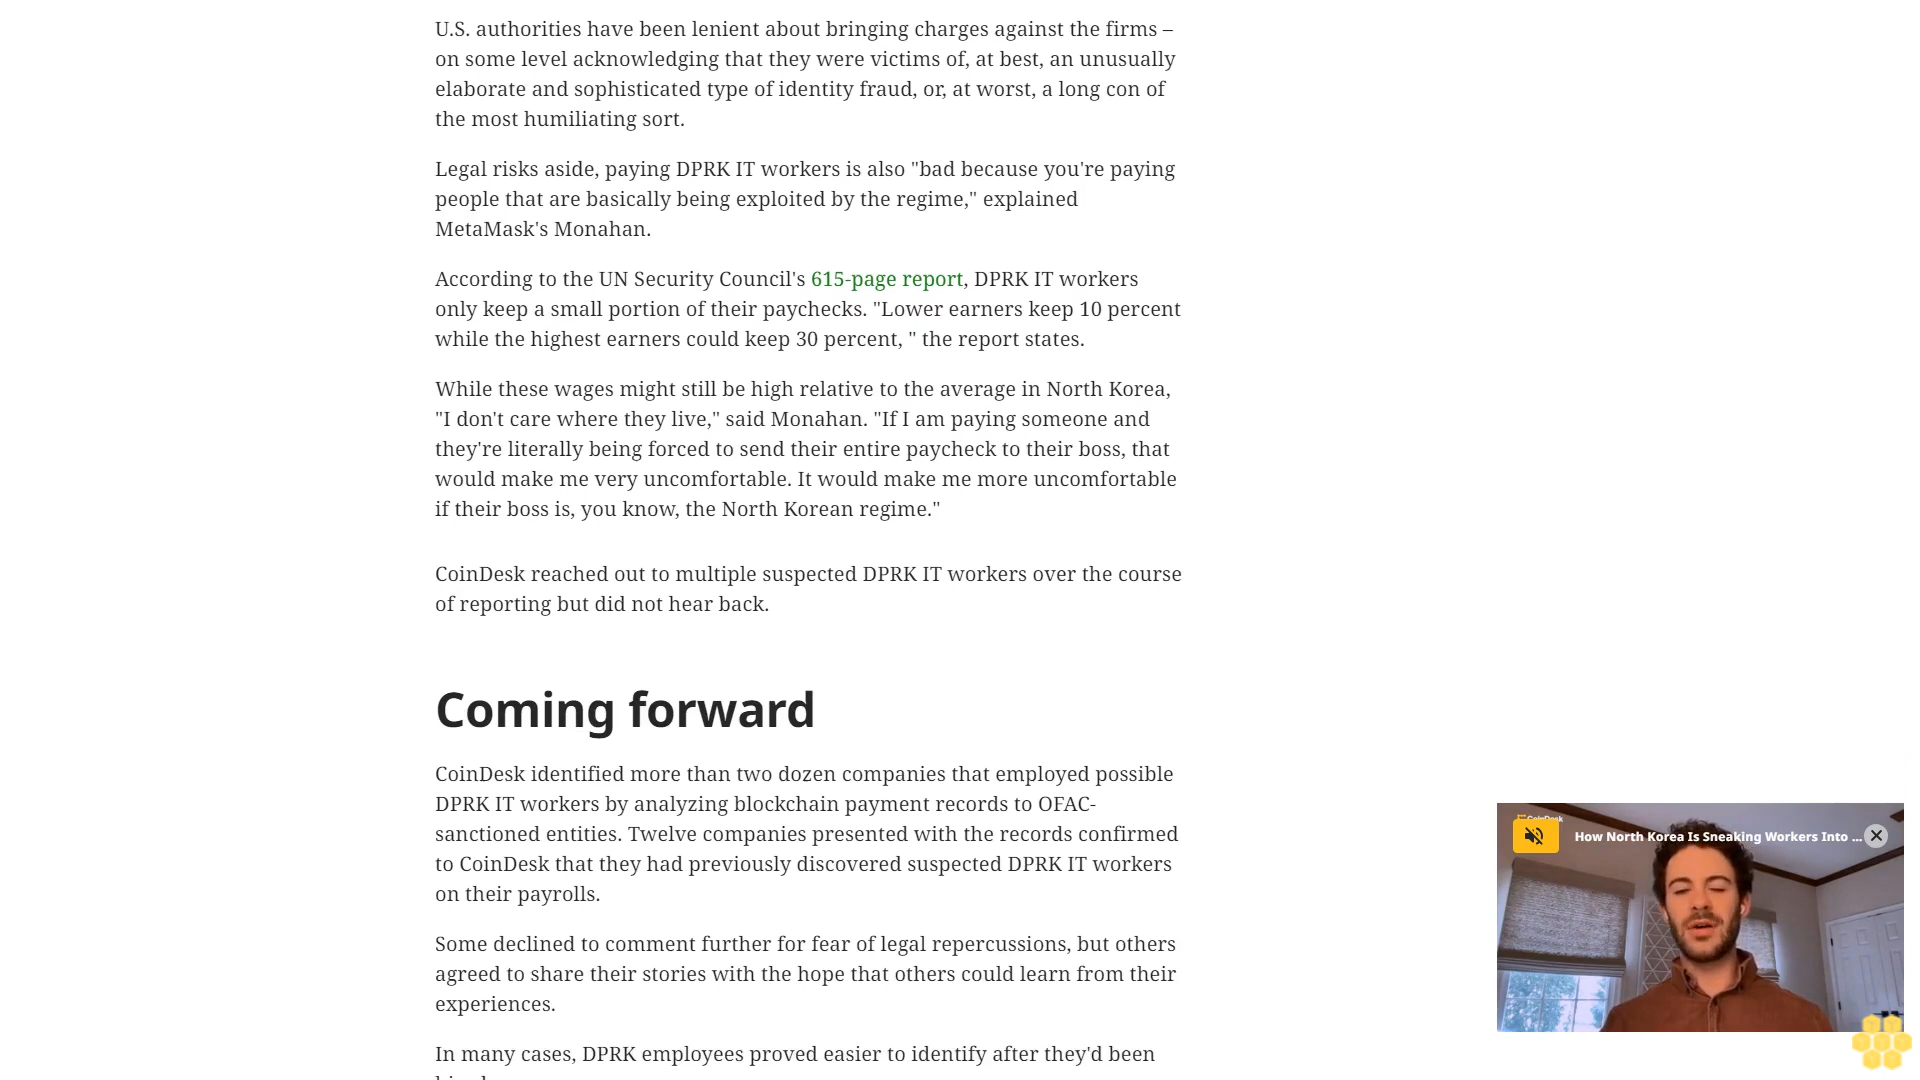 U.S. authorities have been lenient about bringing charges against the firms –
on some level acknowledging that they were victims of, at best, an unusually
elaborate and sophisticated type of identity fraud, or, at worst, a long con of
the most humiliating sort.
Legal risks aside, paying DPRK IT workers is also "bad because you're paying
people that are basically being exploited by the regime," explained
MetaMask's Monahan.
According to the UN Security Council's 615-page report, DPRK IT workers
only keep a small portion of their paychecks. "Lower earners keep 10 percent
while the highest earners could keep 30 percent, " the report states.
While these wages might still be high relative to the average in North Korea,
"I don't care where they live," said Monahan. "If I am paying someone and
they're literally being forced to send their entire paycheck to their boss, that
would make me very uncomfortable. It would make me more uncomfortable
if their boss is, you know, the North Korean regime."
CoinDesk reached out to multiple suspected DPRK IT workers over the course
of reporting but did not hear back.
Coming forward
CoinDesk identified more than two dozen companies that employed possible
DPRK IT workers by analyzing blockchain payment records to OFAC-
sanctioned entities. Twelve companies presented with the records confirmed
to CoinDesk that they had previously discovered suspected DPRK IT workers
on their payrolls.
Some declined to comment further for fear of legal repercussions, but others
agreed to share their stories with the hope that others could learn from their
experiences.
In many cases, DPRK employees proved easier to identify after they'd been
CoinDesk
How North Korea Is Sneaking Workers Into ...